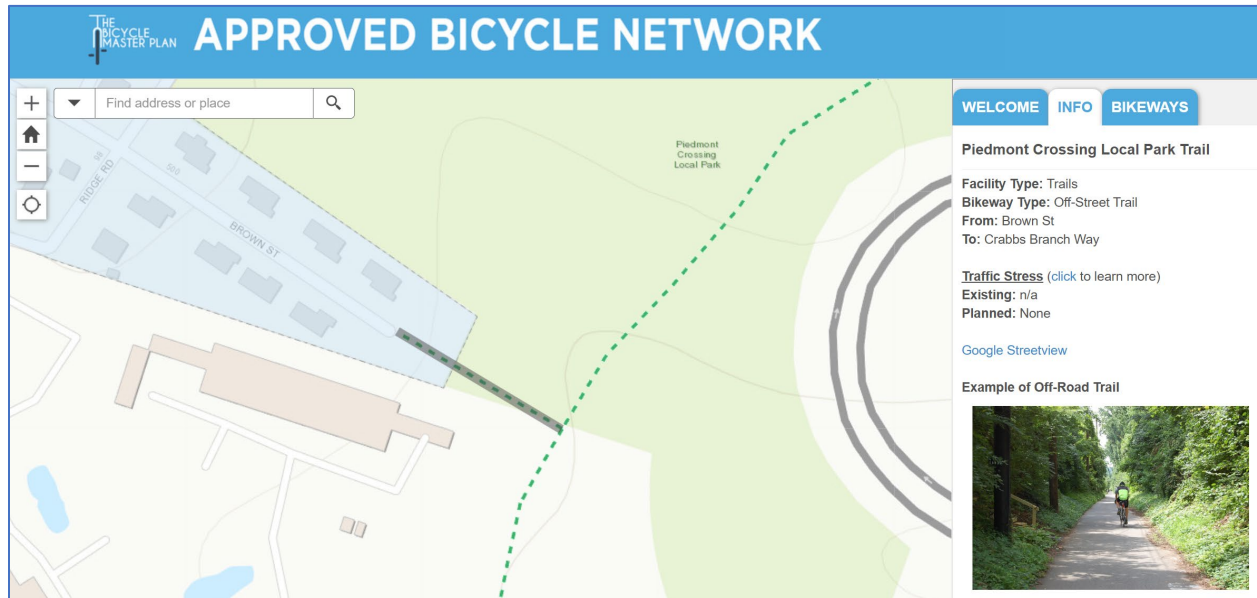 THE
BICYCLE
MASTER PLAN
APPROVED BICYCLE NETWORK
Find address or place
Piedmont
Crossing
Local Park
58
500
RIDGE RD
BROWN ST
WELCOME INFO BIKEWAYS
Piedmont Crossing Local Park Trail
Facility Type: Trails
Bikeway Type: Off-Street Trail
From: Brown St
To: Crabbs Branch Way
Traffic Stress (click to learn more)
Existing: n/a
Planned: None
Google Streetview
Example of Off-Road Trail